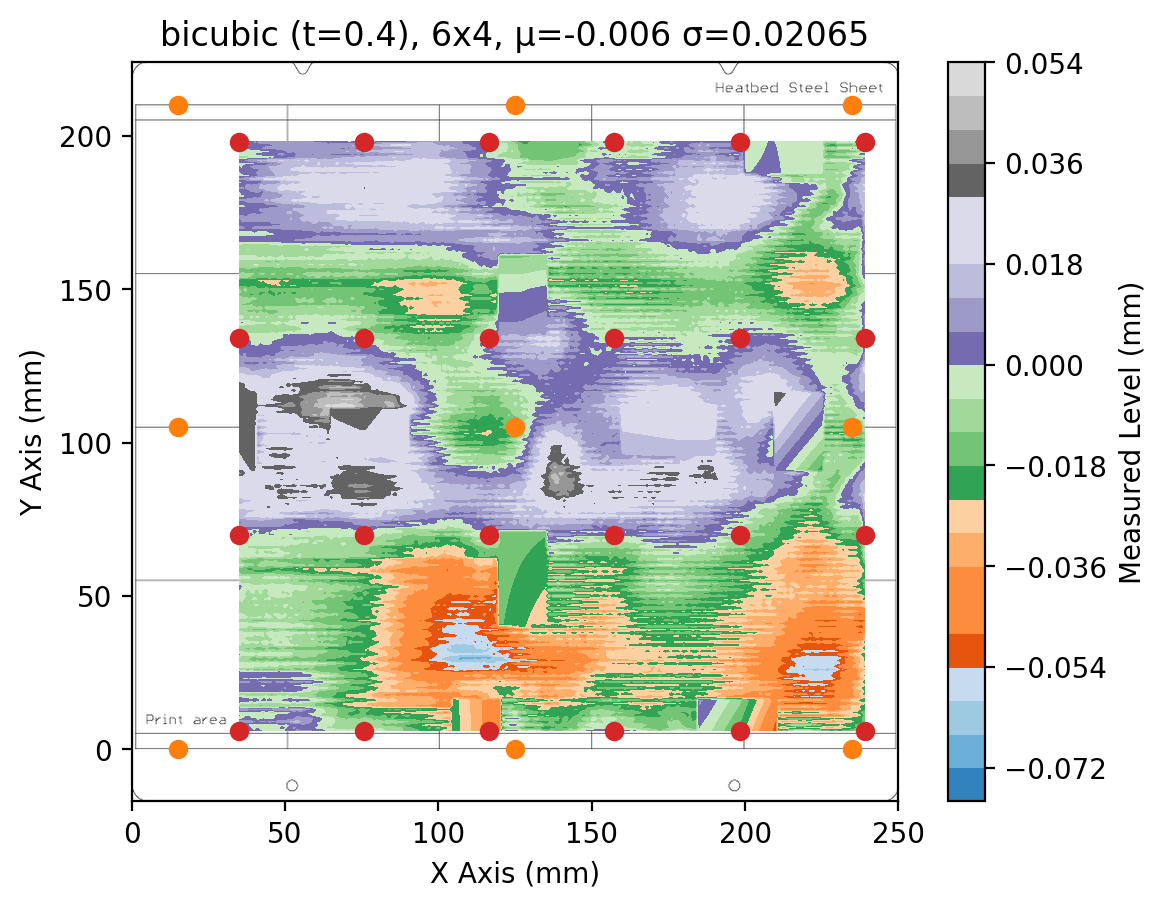 bicubic (t=0.4), 6x4, μ=-0.006 σ=0.02065
Heatbed Steel Sheet
Print area
200
150
100
50
0
Y Axis (mm)
0 50 100 150 200 250
X Axis (mm)
0.054
0.036
0.018
0.000
−0.018
−0.036
−0.054
−0.072
Measured Level (mm)